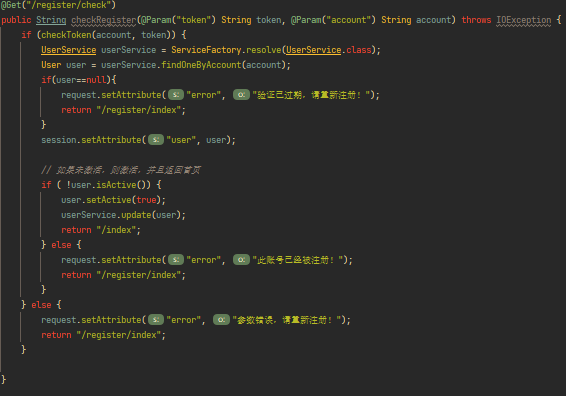 @Get("/register/check")
public String checkRegister(@Param("token") String token, @Param("account") String account) throws IOException {
if (checkToken(account, token)) {
UserService userService = ServiceFactory.resolve(UserService.class);
User user = userService.findOneByAccount(account);
if(user==null){
request.setAttribute( s: "error", o: "验证已过期，请重新注册！");
return "/register/index";
}
session.setAttribute( s: "user", user);
// 如果未激活，则激活，并且返回首页
if ( !user.isActive()) {
user.setActive(true);
userService.update(user);
return "/index";
} else {
request.setAttribute( s: "error", o: "此账号已经被注册！");
return "/register/index";
}
} else {
request.setAttribute( s: "error", o: "参数错误，请重新注册！");
return "/register/index";
}
}